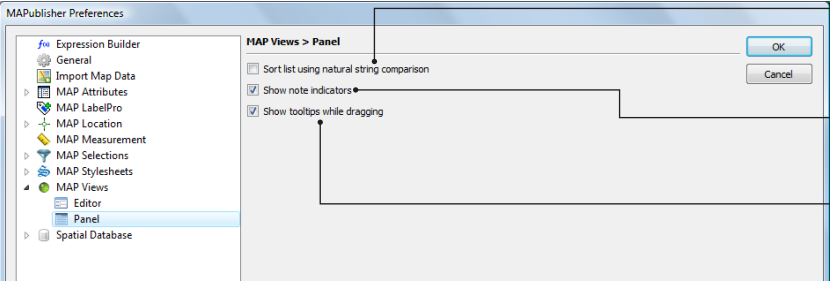 MAPublisher Preferences
f(x) Expression Builder
General
Import Map Data
MAP Attributes
MAP LabelPro
MAP Location
MAP Measurement
MAP Selections
MAP Stylesheets
MAP Views
Editor
Panel
Spatial Database
MAP Views > Panel
Sort list using natural string comparison
Show note indicators
Show tooltips while dragging
OK
Cancel